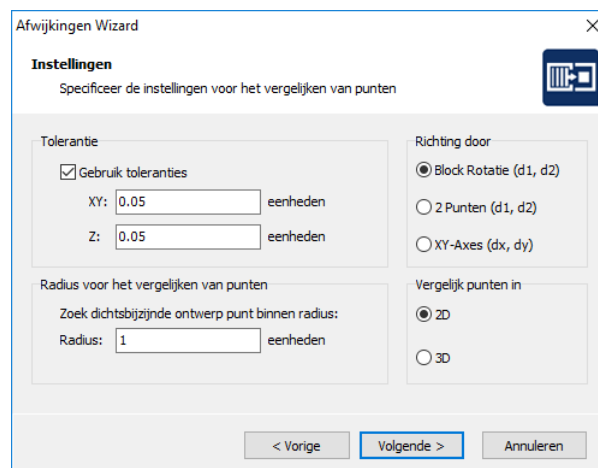 Afwijkingen Wizard
Instellingen
Specificeer de instellingen voor het vergelijken van punten
Tolerantie
Gebruik toleranties
XY: 0.05 eenheden
Z: 0.05 eenheden
Richting door
Block Rotatie (d1, d2)
2 Punten (d1, d2)
XY-Axes (dx, dy)
Radius voor het vergelijken van punten
Zoek dichtsbijzijnde ontwerp punt binnen radius:
Radius: 1 eenheden
Vergelijk punten in
2D
3D
< Vorige
Volgende >
Annuleren